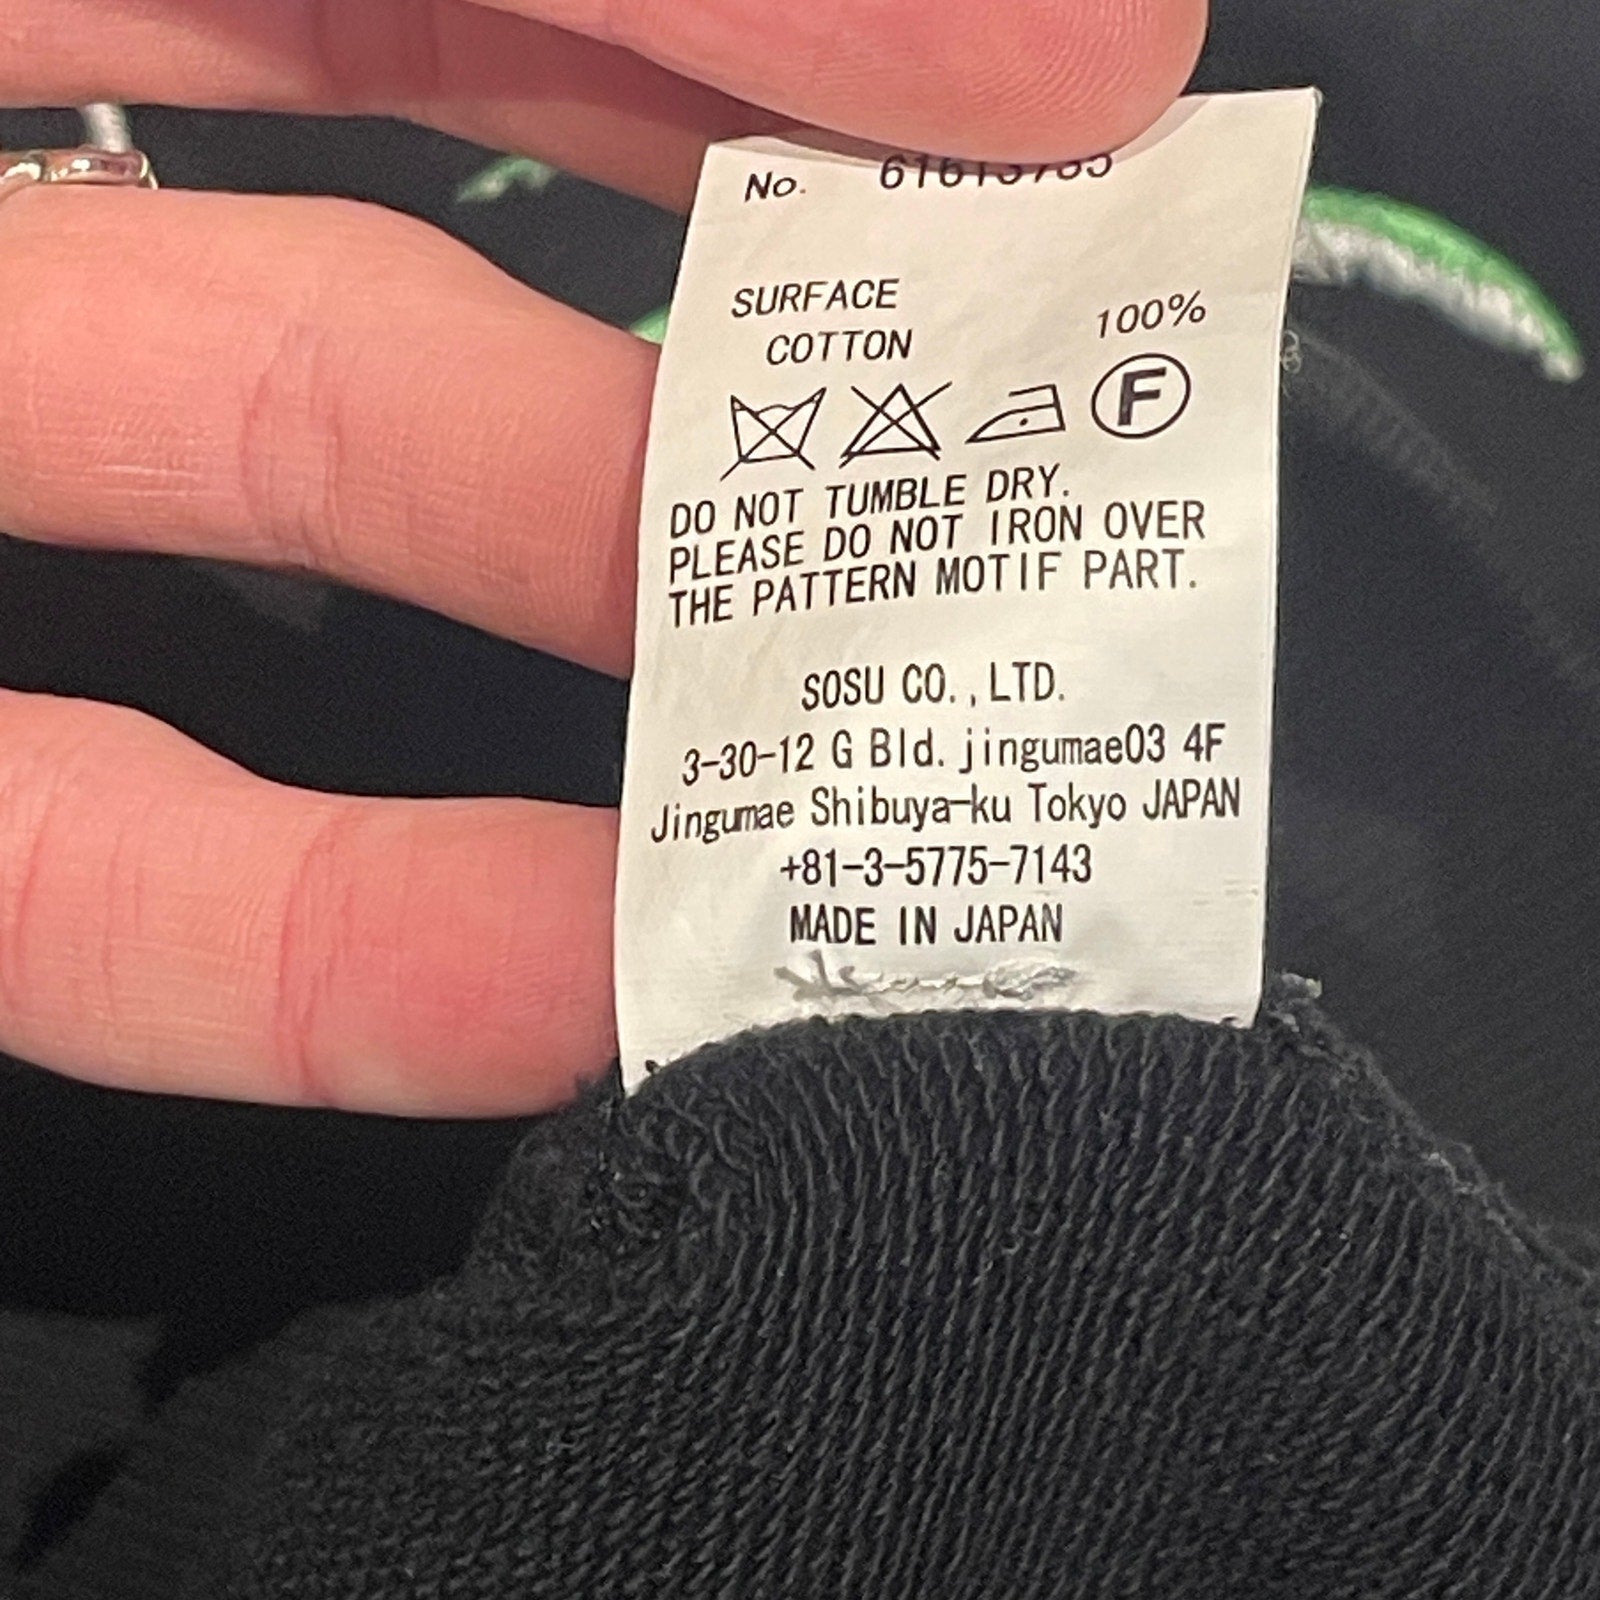 No.
SURFACE
COTTON 100%
F
DO NOT TUMBLE DRY.
PLEASE DO NOT IRON OVER
THE PATTERN MOTIF PART.
SOSU CO.,LTD.
3-30-12 G Bld. jingumae03 4F
Jingumae Shibuya-ku Tokyo JAPAN
+81-3-5775-7143
MADE IN JAPAN